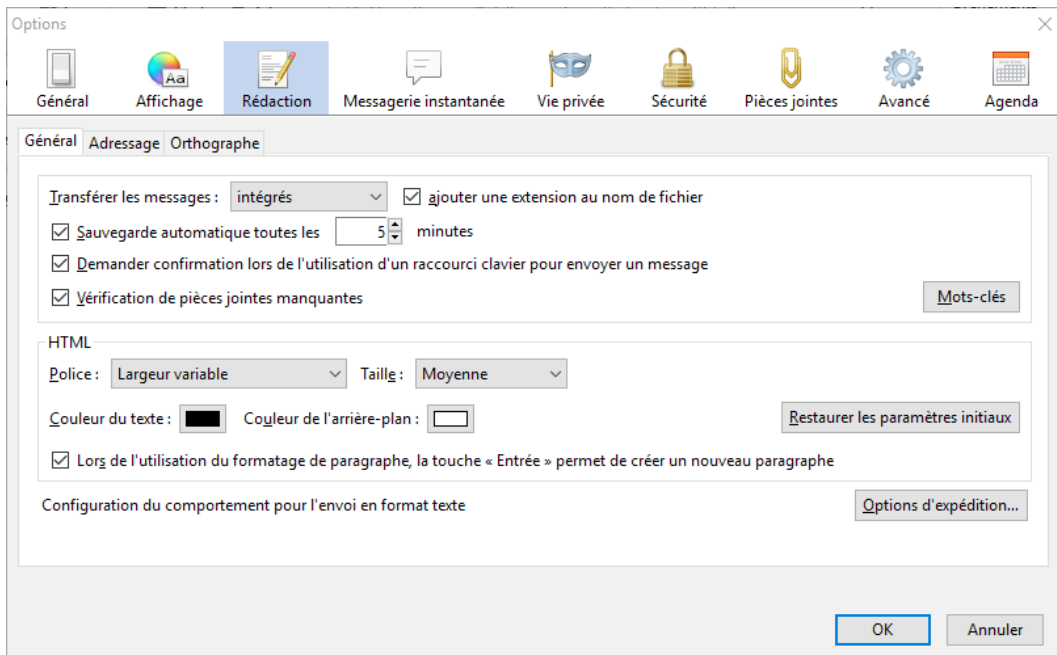 Options
Aa
Général Affichage Rédaction Messagerie instantanée Vie privée Sécurité Pièces jointes Avancé Agenda
Général Adressage Orthographe
Transférer les messages : intégrés ajouter une extension au nom de fichier
Sauvegarde automatique toutes les 5 minutes
Demander confirmation lors de l'utilisation d'un raccourci clavier pour envoyer un message
Vérification de pièces jointes manquantes Mots-clés
HTML
Police : Largeur variable Taille : Moyenne
Couleur du texte : Couleur de l'arrière-plan : Restaurer les paramètres initiaux
Lors de l'utilisation du formatage de paragraphe, la touche « Entrée » permet de créer un nouveau paragraphe
Configuration du comportement pour l'envoi en format texte Options d'expédition...
OK Annuler